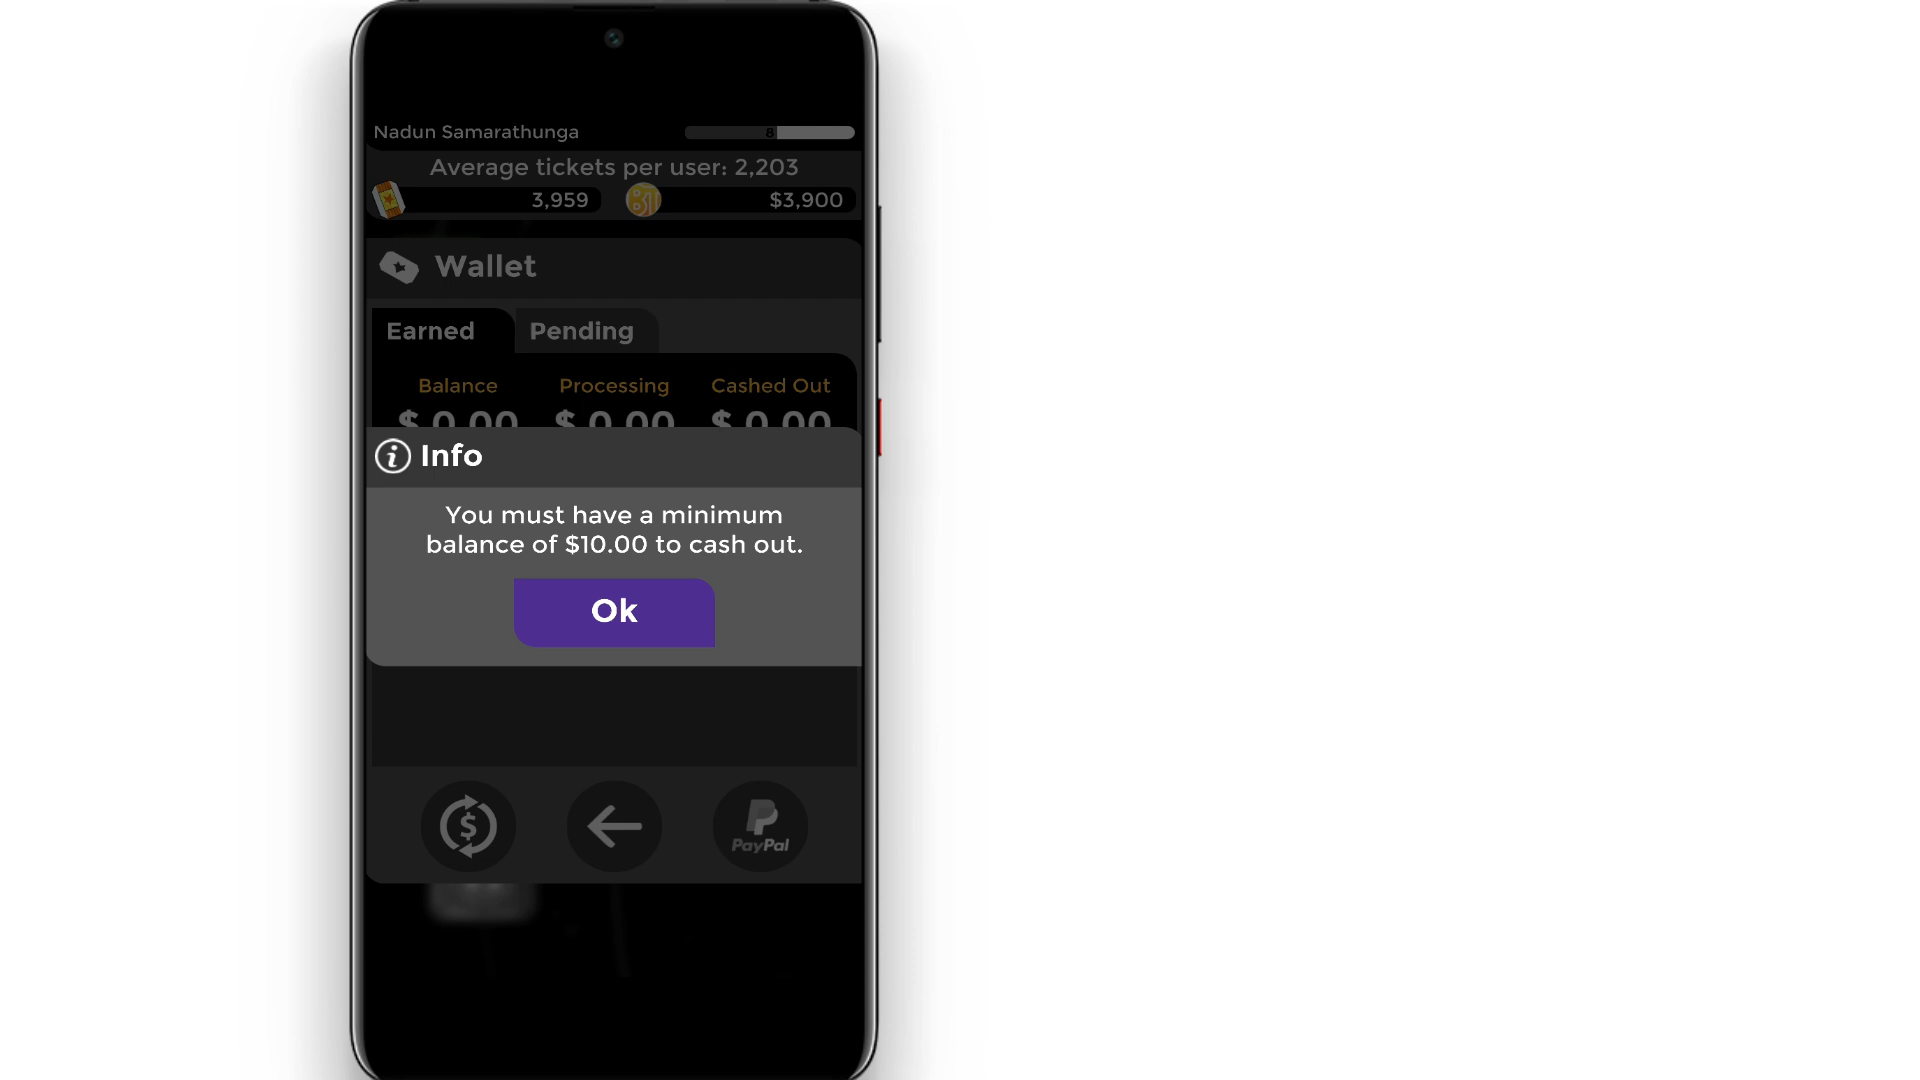 Nadun Samarathunga
8
Average tickets per user: 2,203
3,959
$3,900
Wallet
Earned
Pending
Balance
Processing
Cashed Out
$ 0.00
$ 0.00
$ 0.00
Info
You must have a minimum
balance of $10.00 to cash out.
Ok
PayPal